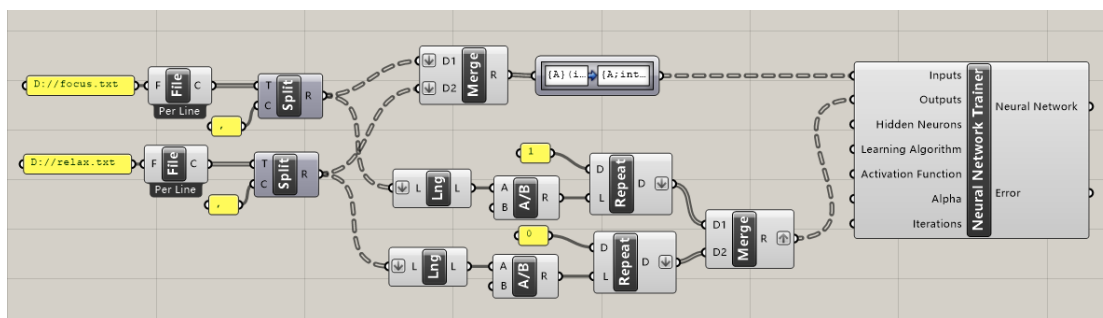 D://focus.txt
F
File
C
Per Line
T
C
Split
R
,
D1
D2
Merge
R
{A}(i...
{A;int...
D://relax.txt
F
File
C
Per Line
T
C
Split
R
,
L
Lng
L
A
B
A/B
R
1
D
L
Repeat
D
L
Lng
L
A
B
A/B
R
0
D
L
Repeat
D
D1
D2
Merge
R
Inputs
Outputs
Hidden Neurons
Learning Algorithm
Activation Function
Alpha
Iterations
Neural Network Trainer
Neural Network
Error